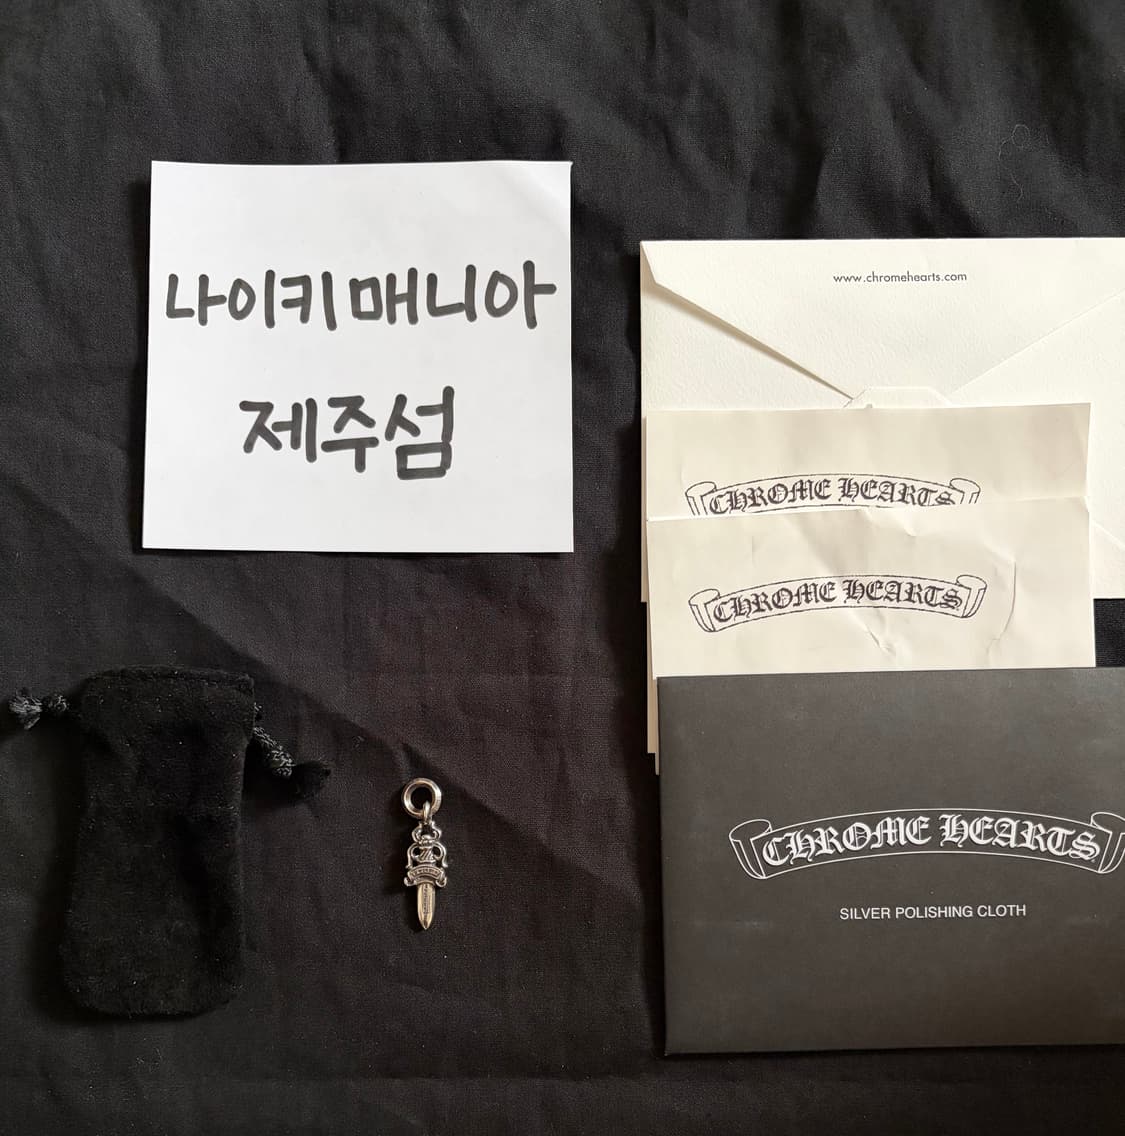 나이키매니아
제주섬
www.chromehearts.com
CHROME HEARTS
CHROME HEARTS
CHROME HEARTS
SILVER POLISHING CLOTH